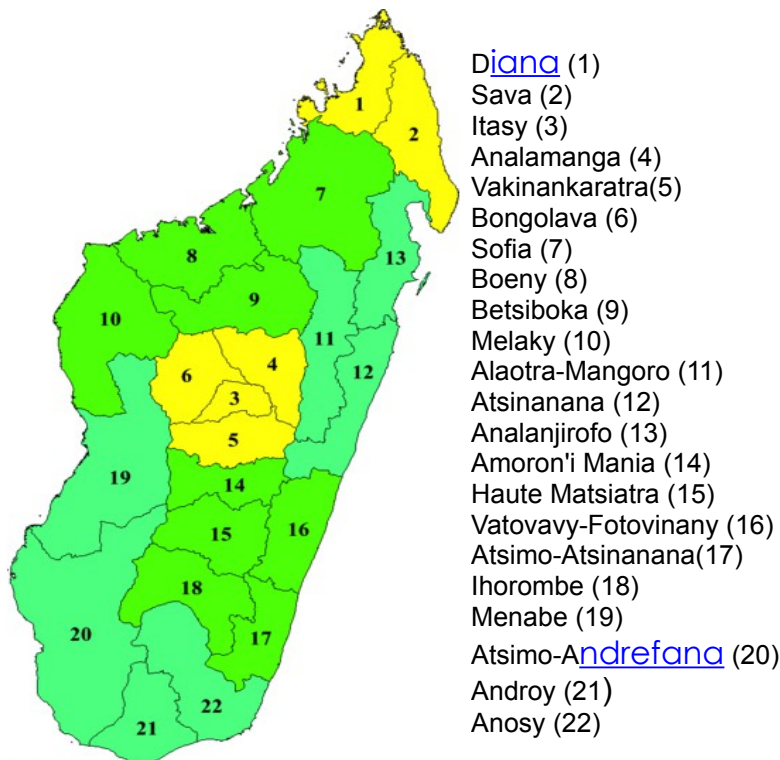 Diana (1)
Sava (2)
Itasy (3)
Analamanga (4)
Vakinankaratra(5)
Bongolava (6)
Sofia (7)
Boeny (8)
Betsiboka (9)
Melaky (10)
Alaotra-Mangoro (11)
Atsinanana (12)
Analanjirofo (13)
Amoron'i Mania (14)
Haute Matsiatra (15)
Vatovavy-Fotovinany (16)
Atsimo-Atsinanana(17)
Ihorombe (18)
Menabe (19)
Atsimo-Andrefana (20)
Androy (21)
Anosy (22)
1
2
7
13
8
9
10
11
4
6
12
3
5
19
14
16
15
18
20
17
22
21